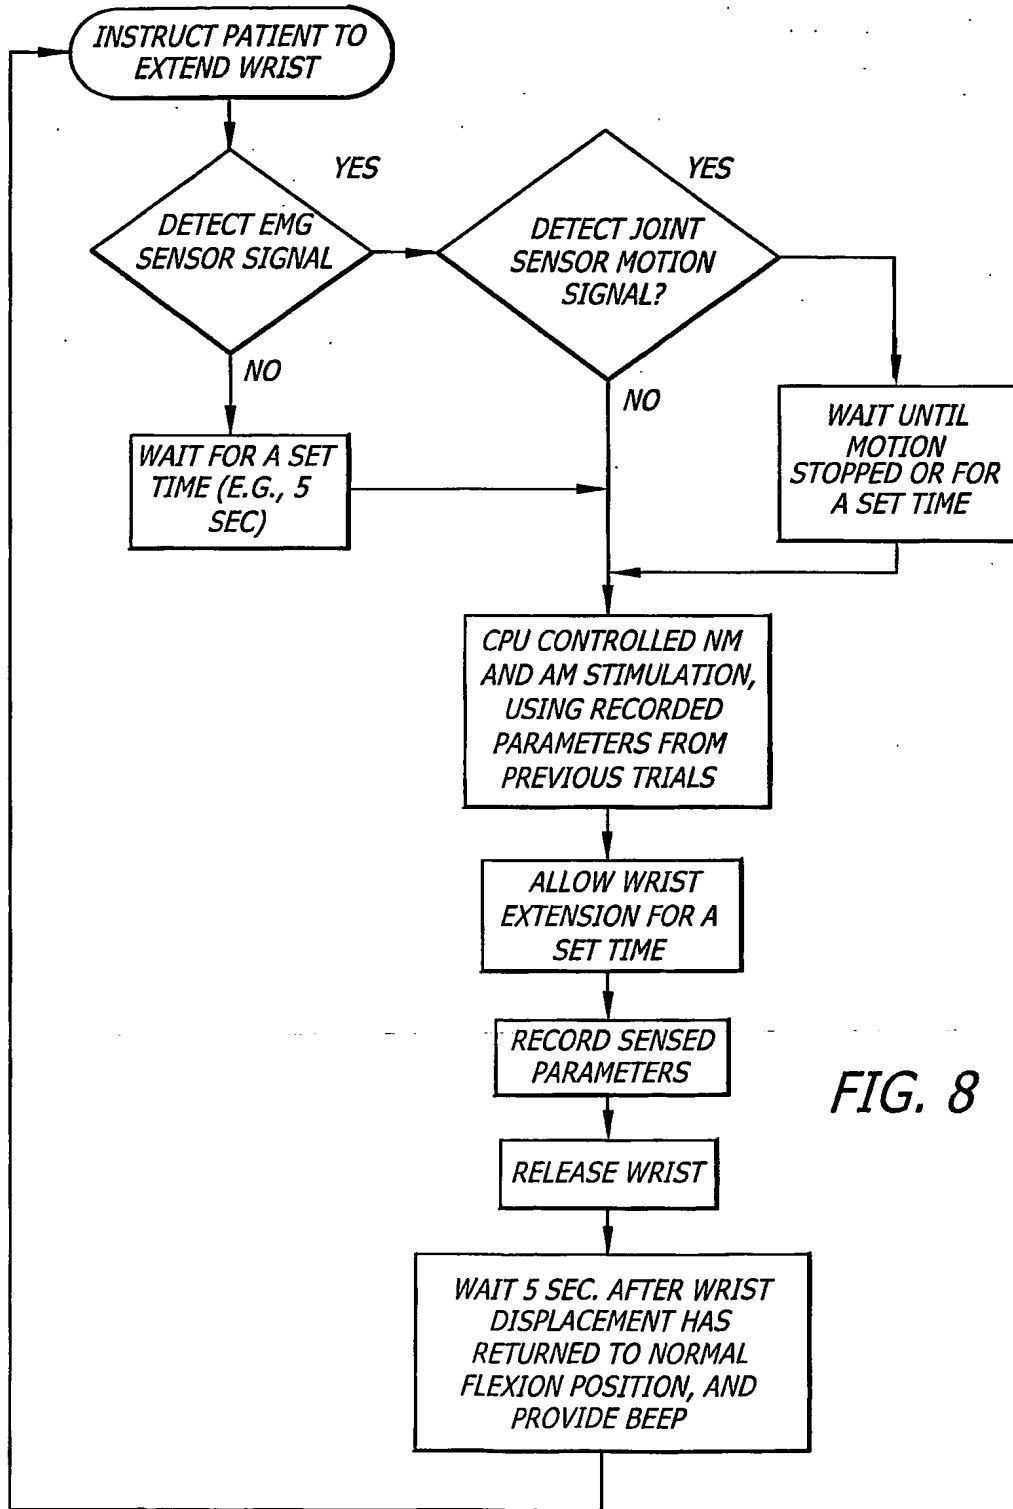 INSTRUCT PATIENT TO
EXTEND WRIST
YES
DETECT EMG
SENSOR SIGNAL
NO
YES
DETECT JOINT
SENSOR MOTION
SIGNAL?
NO
WAIT FOR A SET
TIME (E.G., 5
SEC)
WAIT UNTIL
MOTION
STOPPED OR FOR
A SET TIME
CPU CONTROLLED NM
AND AM STIMULATION,
USING RECORDED
PARAMETERS FROM
PREVIOUS TRIALS
ALLOW WRIST
EXTENSION FOR A
SET TIME
RECORD SENSED
PARAMETERS
RELEASE WRIST
WAIT 5 SEC. AFTER WRIST
DISPLACEMENT HAS
RETURNED TO NORMAL
FLEXION POSITION, AND
PROVIDE BEEP
FIG. 8